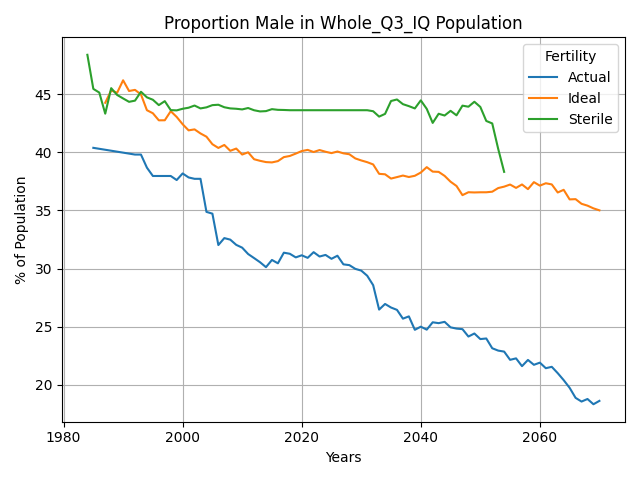 Proportion Male in Whole_Q3_IQ Population
Fertility
Actual
Ideal
Sterile
% of Population
45
40
35
30
25
20
1980
2000
2020
2040
2060
Years